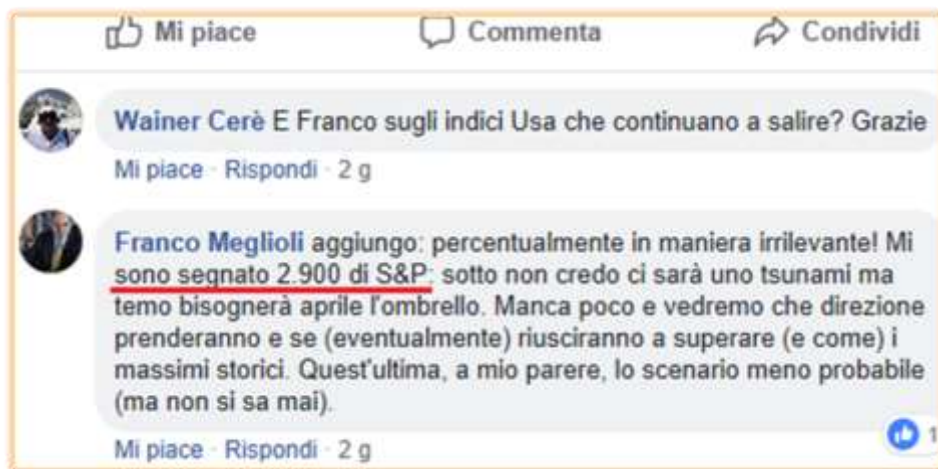 Mi piace Commenta Condividi
Wainer Cerè E Franco sugli indici Usa che continuano a salire? Grazie
Mi piace · Rispondi · 2 g
Franco Meglioli aggiungo: percentualmente in maniera irrilevante! Mi
sono segnato 2.900 di S&P: sotto non credo ci sarà uno tsunami ma
temo bisognerà aprile l'ombrello. Manca poco e vedremo che direzione
prenderanno e se (eventualmente) riusciranno a superare (e come) i
massimi storici. Quest'ultima, a mio parere, lo scenario meno probabile
(ma non si sa mai).
Mi piace · Rispondi · 2 g
1